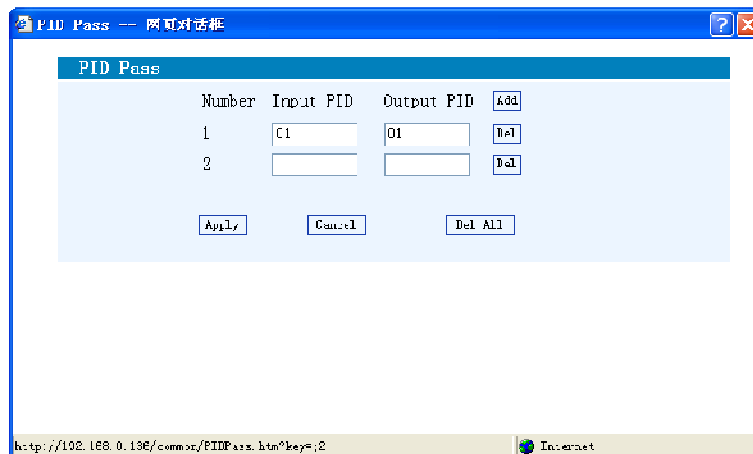 PID Pass -- 网页对话框
PID Pass
Number Input PID Output PID Add
1 01 01 Del
2 Del
Apply Cancel Del All
http://192.168.0.136/common/PIDPass.htm?key=;2 Internet